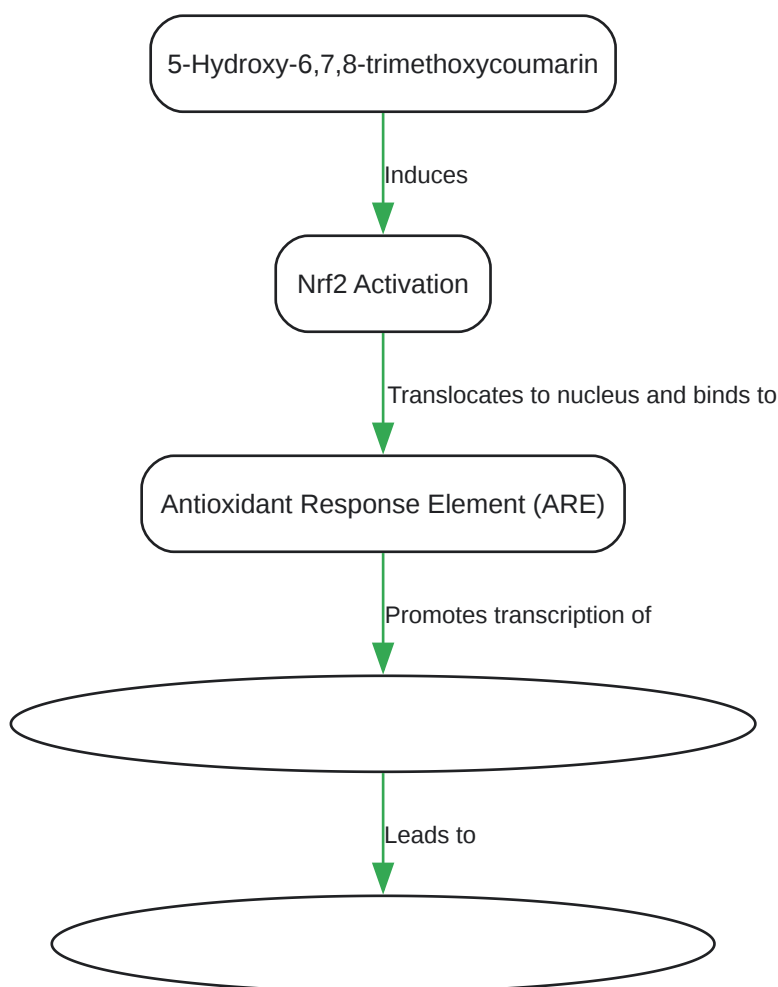 5-Hydroxy-6,7,8-trimethoxycoumarin
Induces
Nrf2 Activation
Translocates to nucleus and binds to
Antioxidant Response Element (ARE)
Promotes transcription of
Leads to